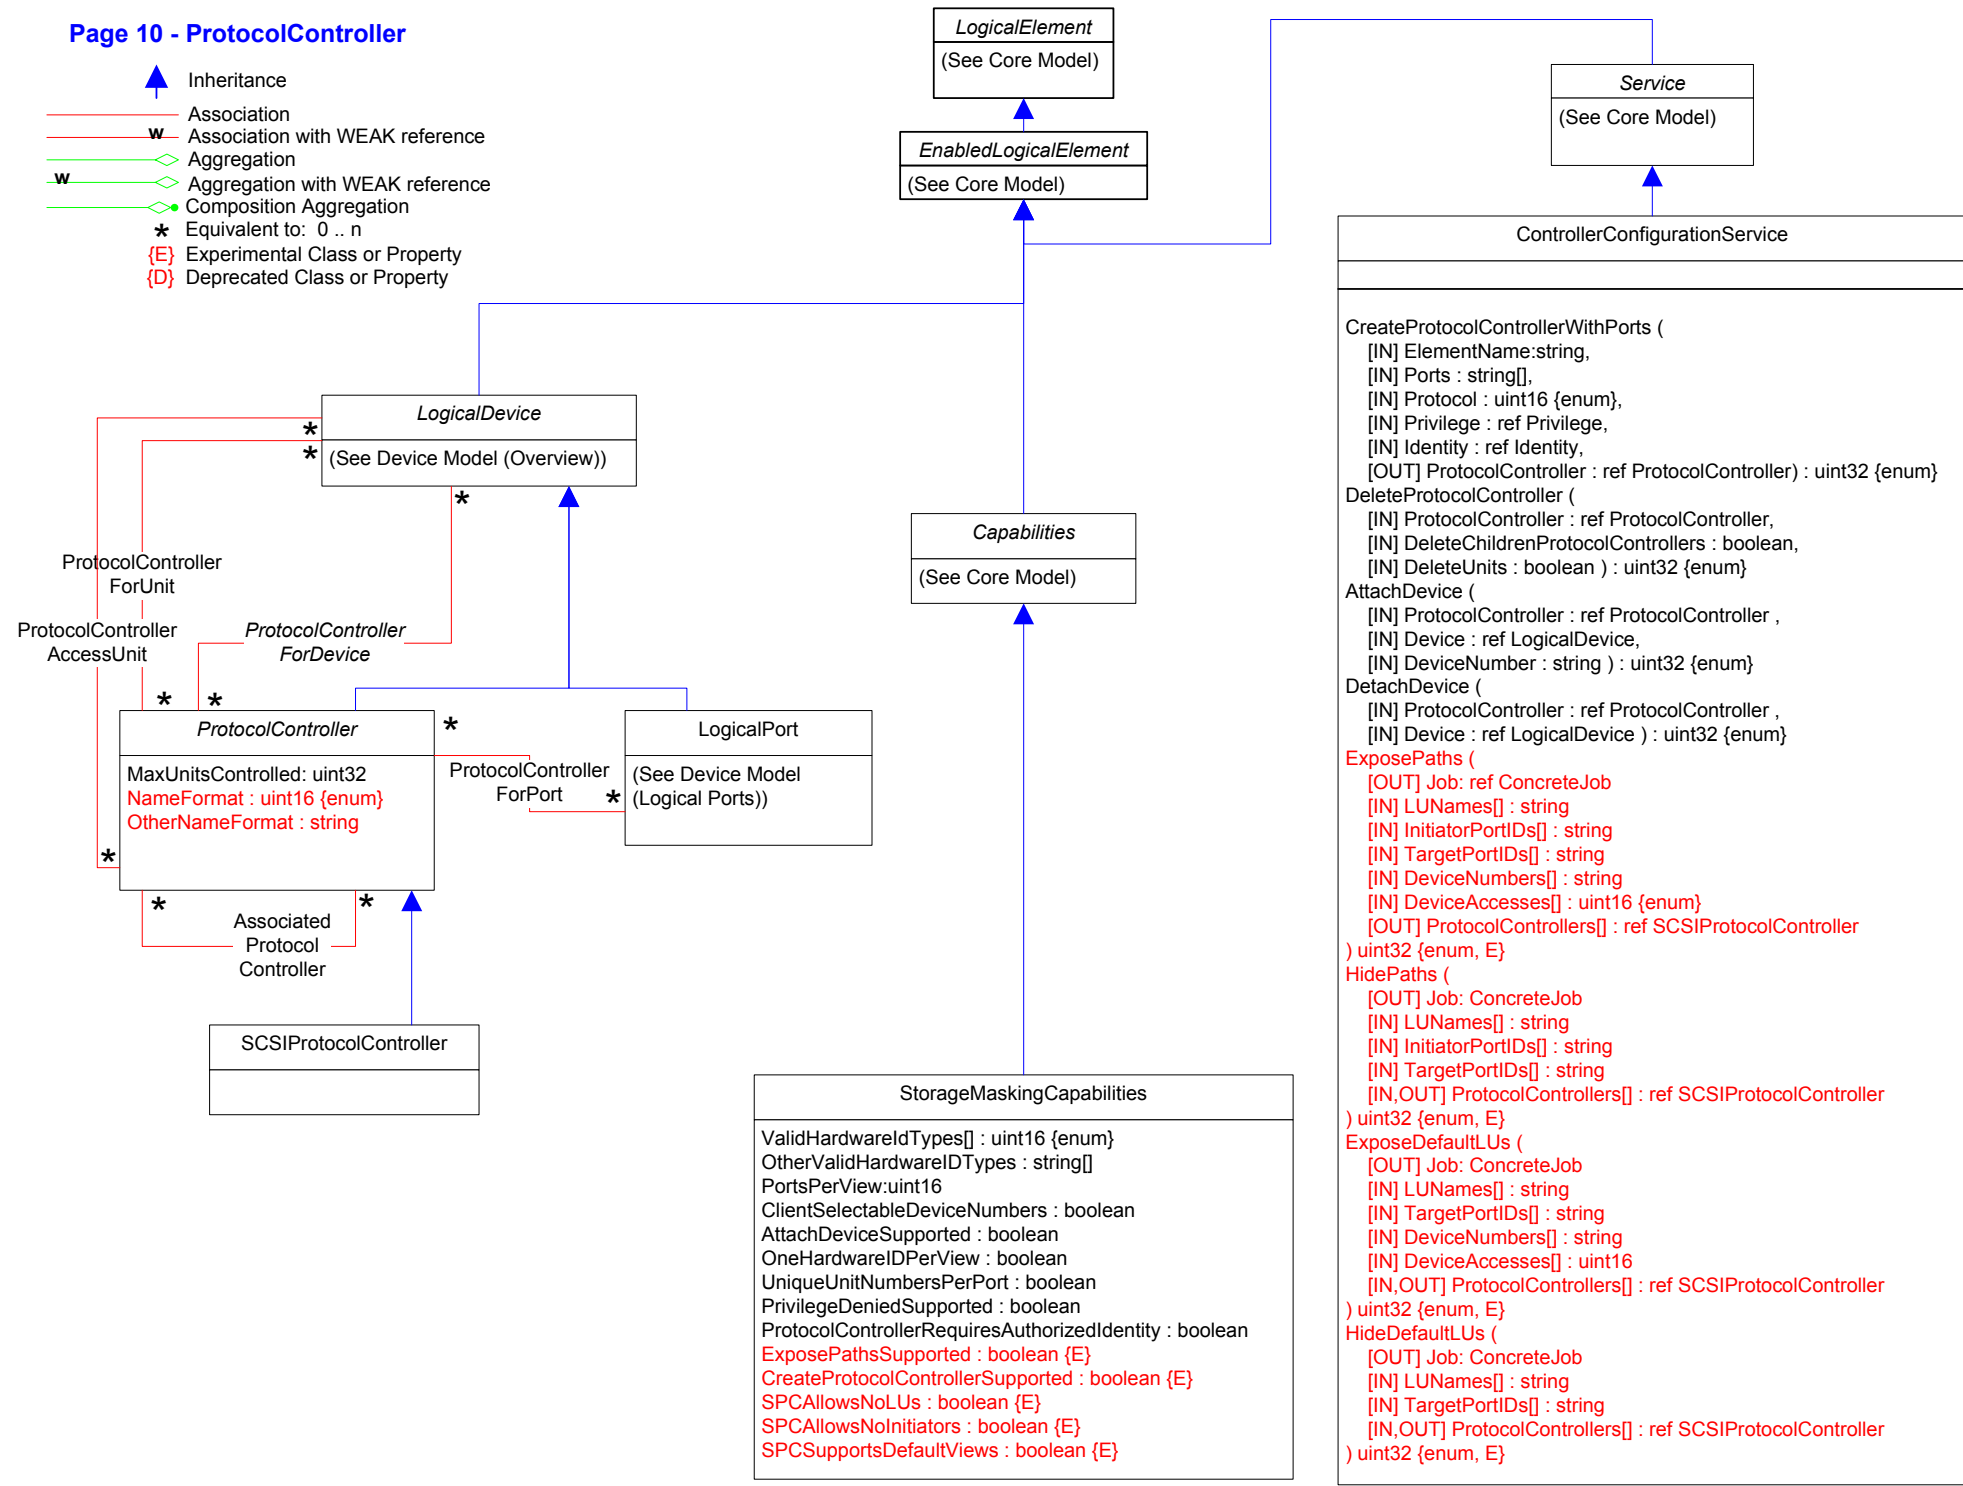 Page 10 - ProtocolController
Inheritance
Association
w Association with WEAK reference
Aggregation
w Aggregation with WEAK reference
Composition Aggregation
* Equivalent to: 0 .. n
{E} Experimental Class or Property
{D} Deprecated Class or Property
LogicalElement
(See Core Model)
EnabledLogicalElement
(See Core Model)
Service
(See Core Model)
LogicalDevice
(See Device Model (Overview))
*
*
*
ProtocolController
ForUnit
ProtocolController
AccessUnit
ProtocolController
ForDevice
*
*
*
*
ProtocolController
MaxUnitsControlled: uint32
NameFormat : uint16 {enum}
OtherNameFormat : string
ProtocolController
ForPort
*
LogicalPort
(See Device Model
(Logical Ports))
*
*
Associated
Protocol
Controller
SCSIProtocolController
Capabilities
(See Core Model)
StorageMaskingCapabilities
ValidHardwareIdTypes[] : uint16 {enum}
OtherValidHardwareIDTypes : string[]
PortsPerView:uint16
ClientSelectableDeviceNumbers : boolean
AttachDeviceSupported : boolean
OneHardwareIDPerView : boolean
UniqueUnitNumbersPerPort : boolean
PrivilegeDeniedSupported : boolean
ProtocolControllerRequiresAuthorizedIdentity : boolean
ExposePathsSupported : boolean {E}
CreateProtocolControllerSupported : boolean {E}
SPCAllowsNoLUs : boolean {E}
SPCAllowsNoInitiators : boolean {E}
SPCSupportsDefaultViews : boolean {E}
ControllerConfigurationService
CreateProtocolControllerWithPorts (
[IN] ElementName:string,
[IN] Ports : string[],
[IN] Protocol : uint16 {enum},
[IN] Privilege : ref Privilege,
[IN] Identity : ref Identity,
[OUT] ProtocolController : ref ProtocolController) : uint32 {enum}
DeleteProtocolController (
[IN] ProtocolController : ref ProtocolController,
[IN] DeleteChildrenProtocolControllers : boolean,
[IN] DeleteUnits : boolean ) : uint32 {enum}
AttachDevice (
[IN] ProtocolController : ref ProtocolController ,
[IN] Device : ref LogicalDevice,
[IN] DeviceNumber : string ) : uint32 {enum}
DetachDevice (
[IN] ProtocolController : ref ProtocolController ,
[IN] Device : ref LogicalDevice ) : uint32 {enum}
ExposePaths (
[OUT] Job: ref ConcreteJob
[IN] LUNames[] : string
[IN] InitiatorPortIDs[] : string
[IN] TargetPortIDs[] : string
[IN] DeviceNumbers[] : string
[IN] DeviceAccesses[] : uint16 {enum}
[OUT] ProtocolControllers[] : ref SCSIProtocolController
) uint32 {enum, E}
HidePaths (
[OUT] Job: ConcreteJob
[IN] LUNames[] : string
[IN] InitiatorPortIDs[] : string
[IN] TargetPortIDs[] : string
[IN,OUT] ProtocolControllers[] : ref SCSIProtocolController
) uint32 {enum, E}
ExposeDefaultLUs (
[OUT] Job: ConcreteJob
[IN] LUNames[] : string
[IN] TargetPortIDs[] : string
[IN] DeviceNumbers[] : string
[IN] DeviceAccesses[] : uint16
[IN,OUT] ProtocolControllers[] : ref SCSIProtocolController
) uint32 {enum, E}
HideDefaultLUs (
[OUT] Job: ConcreteJob
[IN] LUNames[] : string
[IN] TargetPortIDs[] : string
[IN,OUT] ProtocolControllers[] : ref SCSIProtocolController
) uint32 {enum, E}